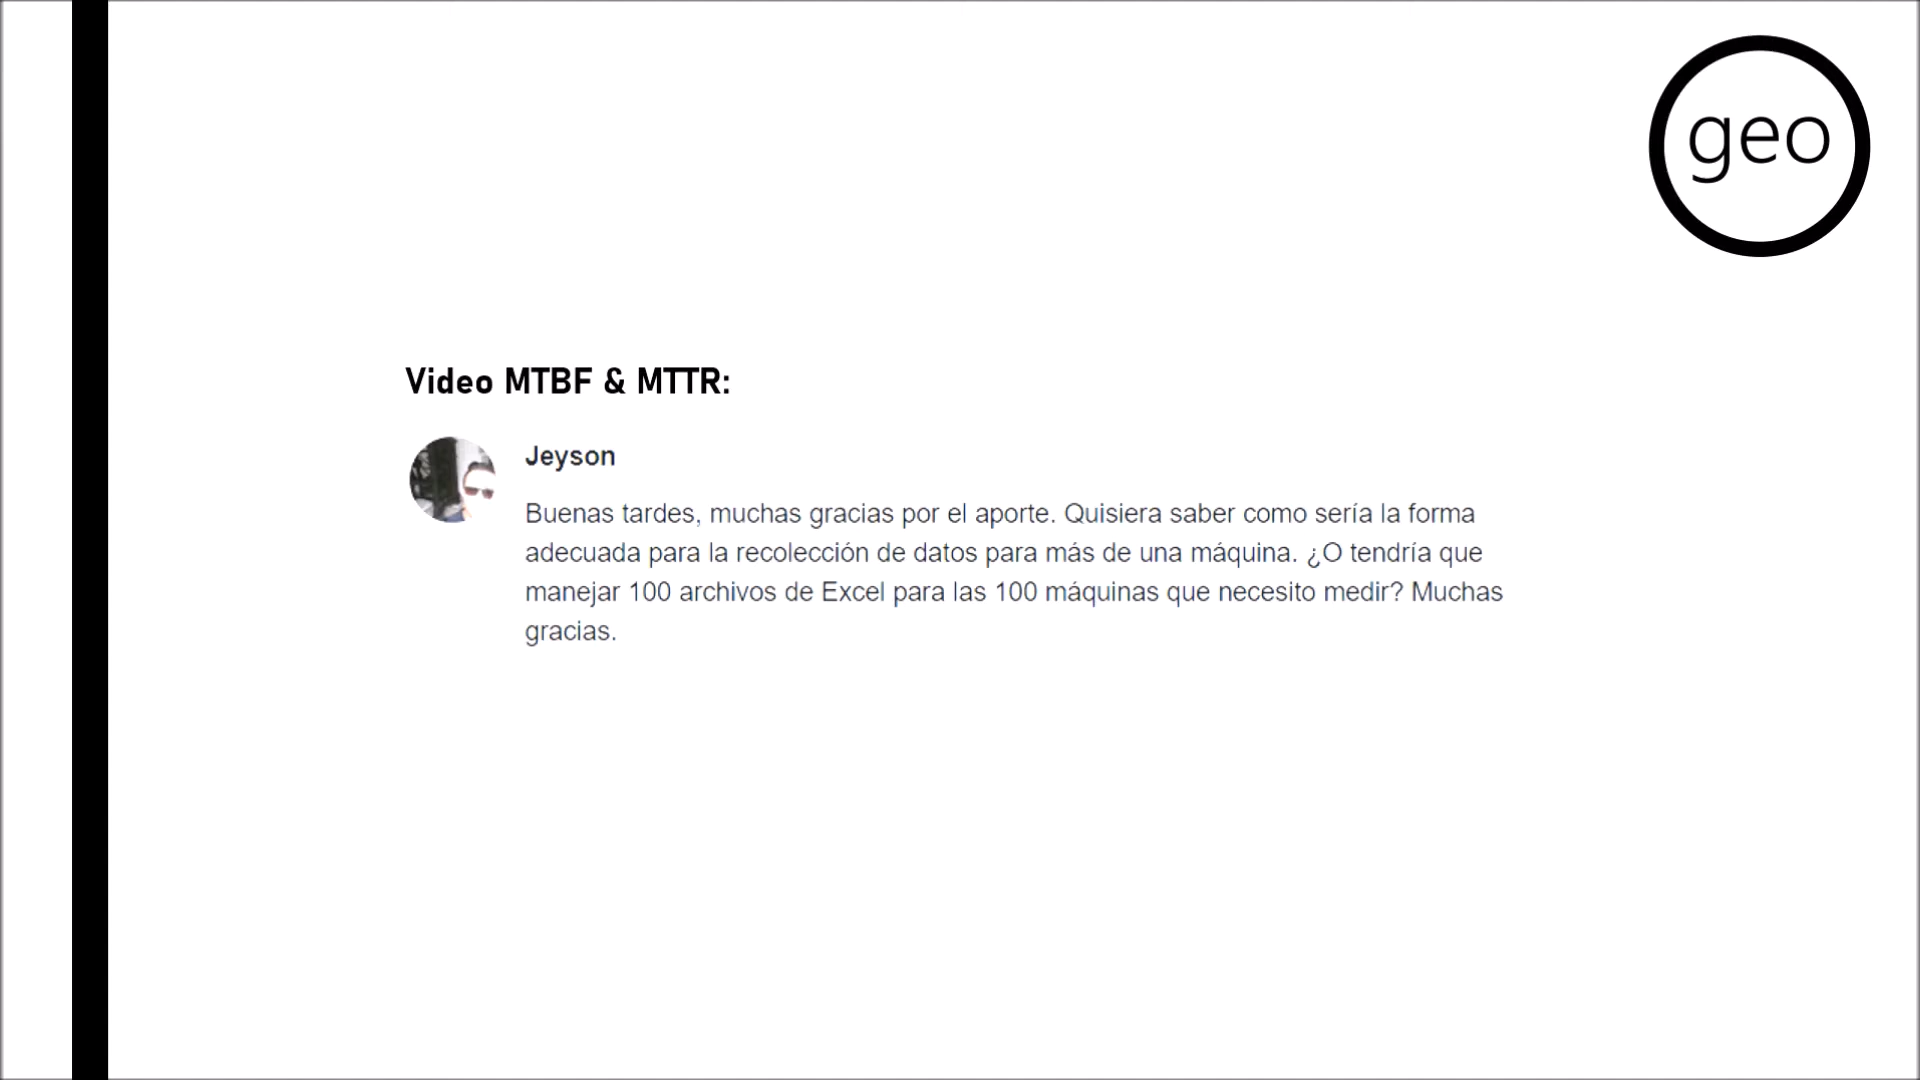 geo
Video MTBF & MTTR:
Jeyson
Buenas tardes, muchas gracias por el aporte. Quisiera saber como sería la forma
adecuada para la recolección de datos para más de una máquina. ¿O tendría que
manejar 100 archivos de Excel para las 100 máquinas que necesito medir? Muchas
gracias.